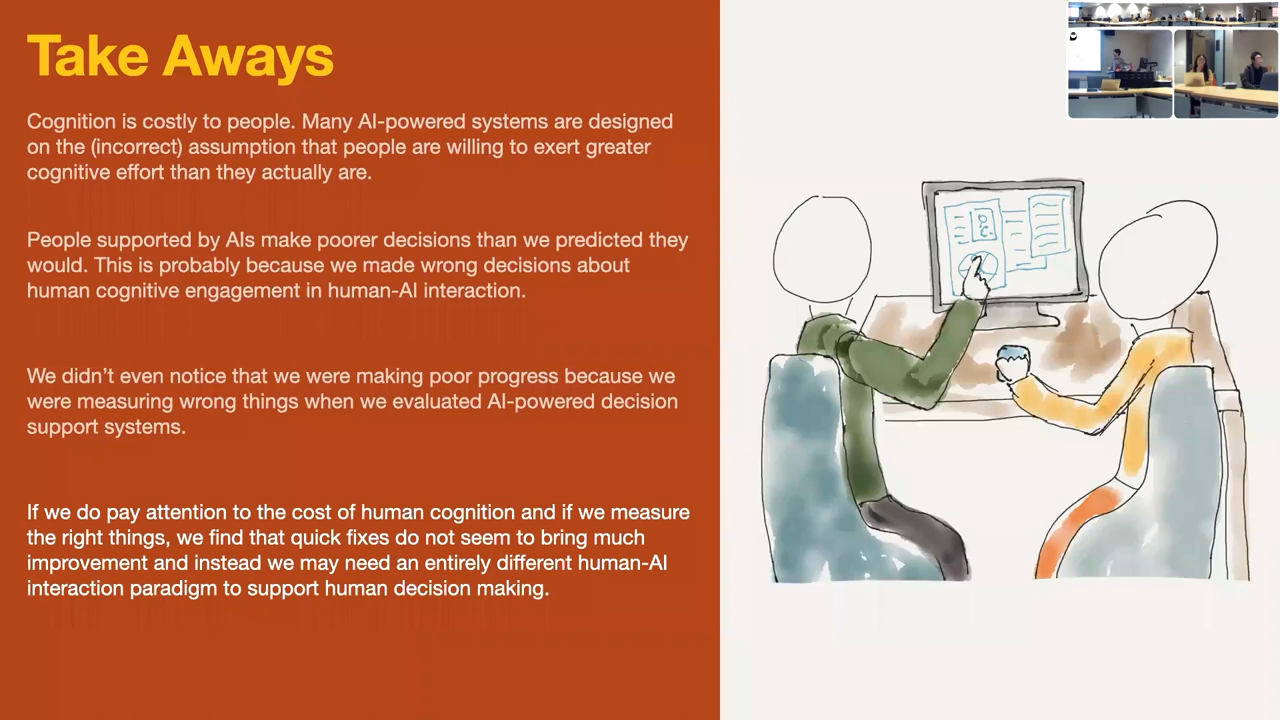 Take Aways
Cognition is costly to people. Many AI-powered systems are designed
on the (incorrect) assumption that people are willing to exert greater
cognitive effort than they actually are.
People supported by AIs make poorer decisions than we predicted they
would. This is probably because we made wrong decisions about
human cognitive engagement in human-AI interaction.
We didn’t even notice that we were making poor progress because we
were measuring wrong things when we evaluated AI-powered decision
support systems.
If we do pay attention to the cost of human cognition and if we measure
the right things, we find that quick fixes do not seem to bring much
improvement and instead we may need an entirely different human-AI
interaction paradigm to support human decision making.